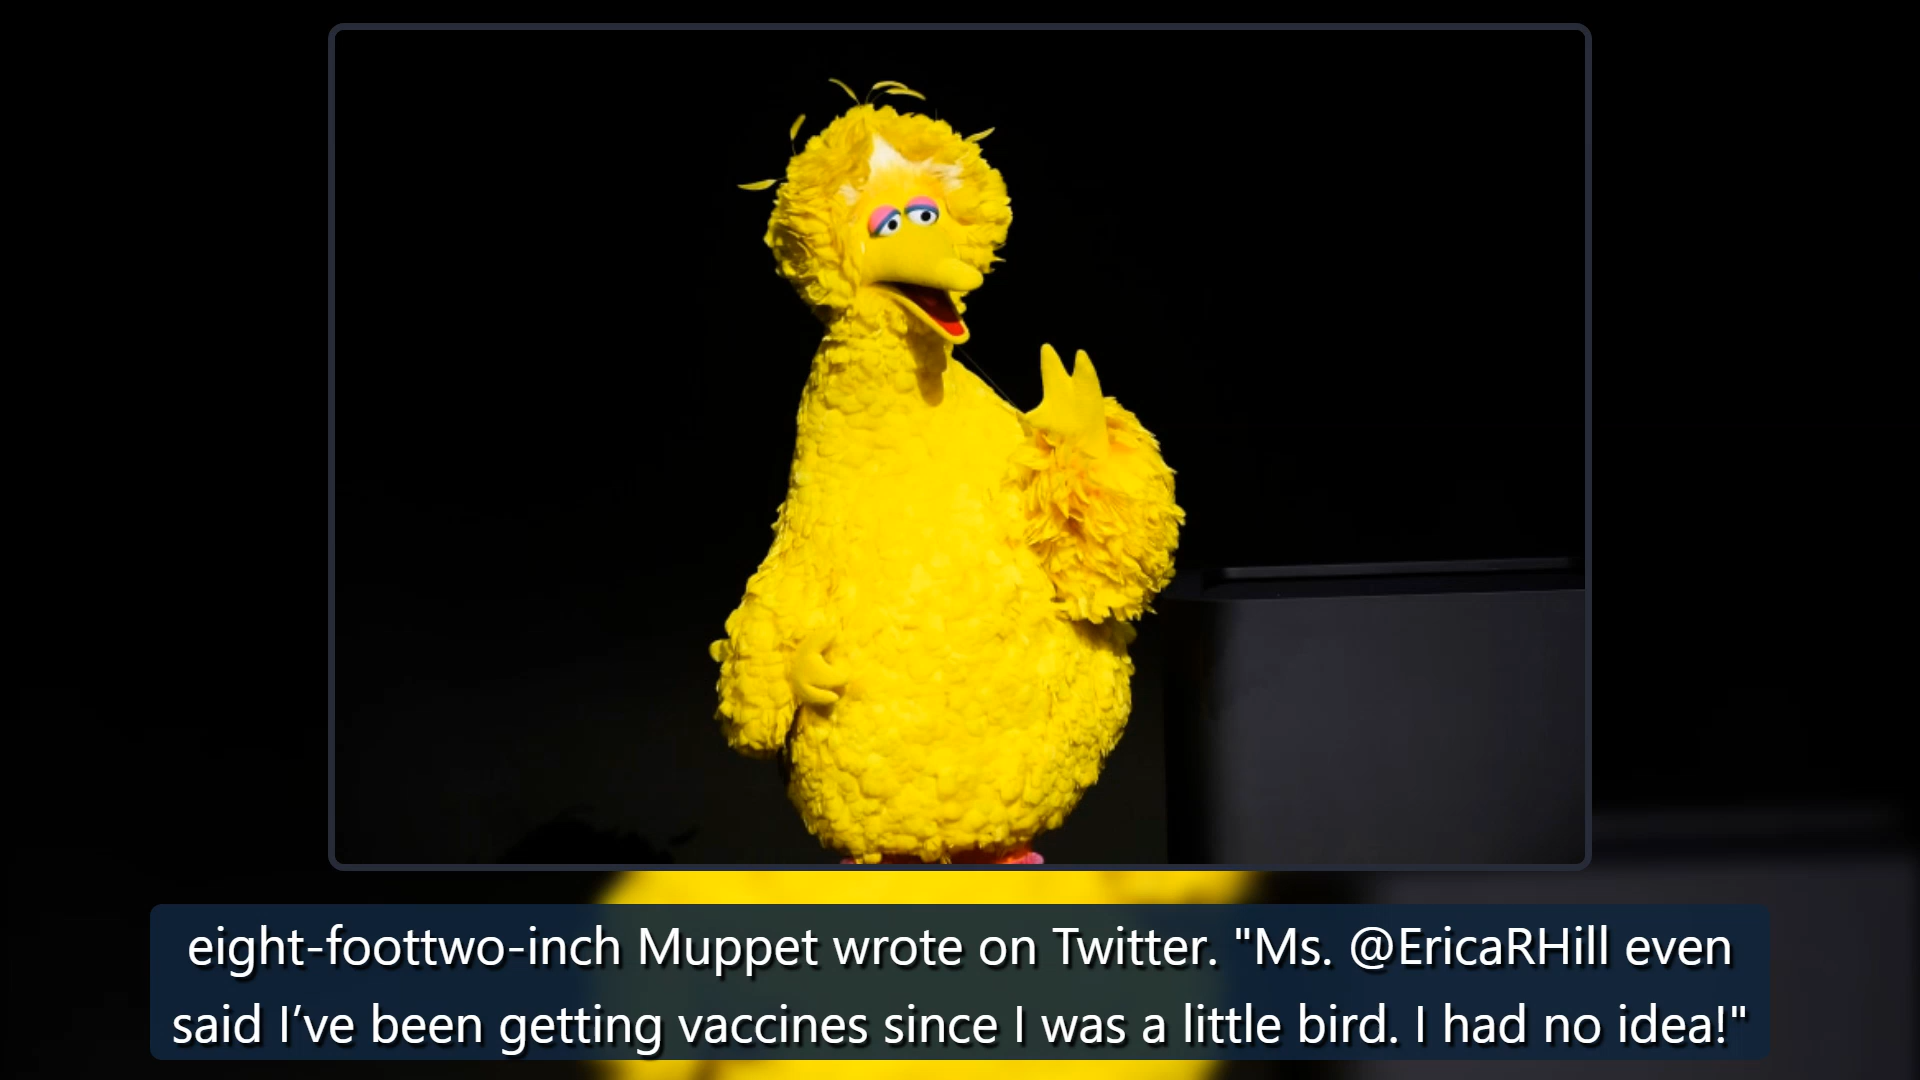 eight-foottwo-inch Muppet wrote on Twitter. "Ms. @EricaRHill even
said I’ve been getting vaccines since I was a little bird. I had no idea!"